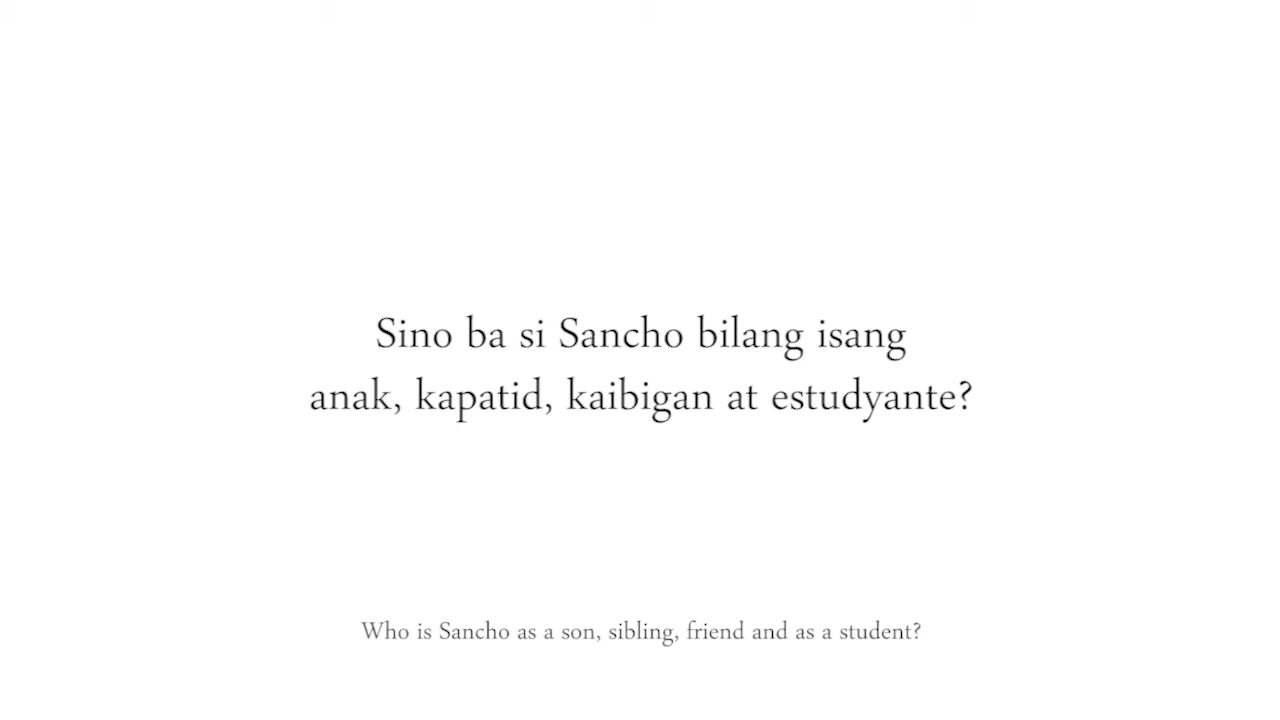 Sino ba si Sancho bilang isang
anak, kapatid, kaibigan at estudyante?
Who is Sancho as a son, sibling, friend and as a student?